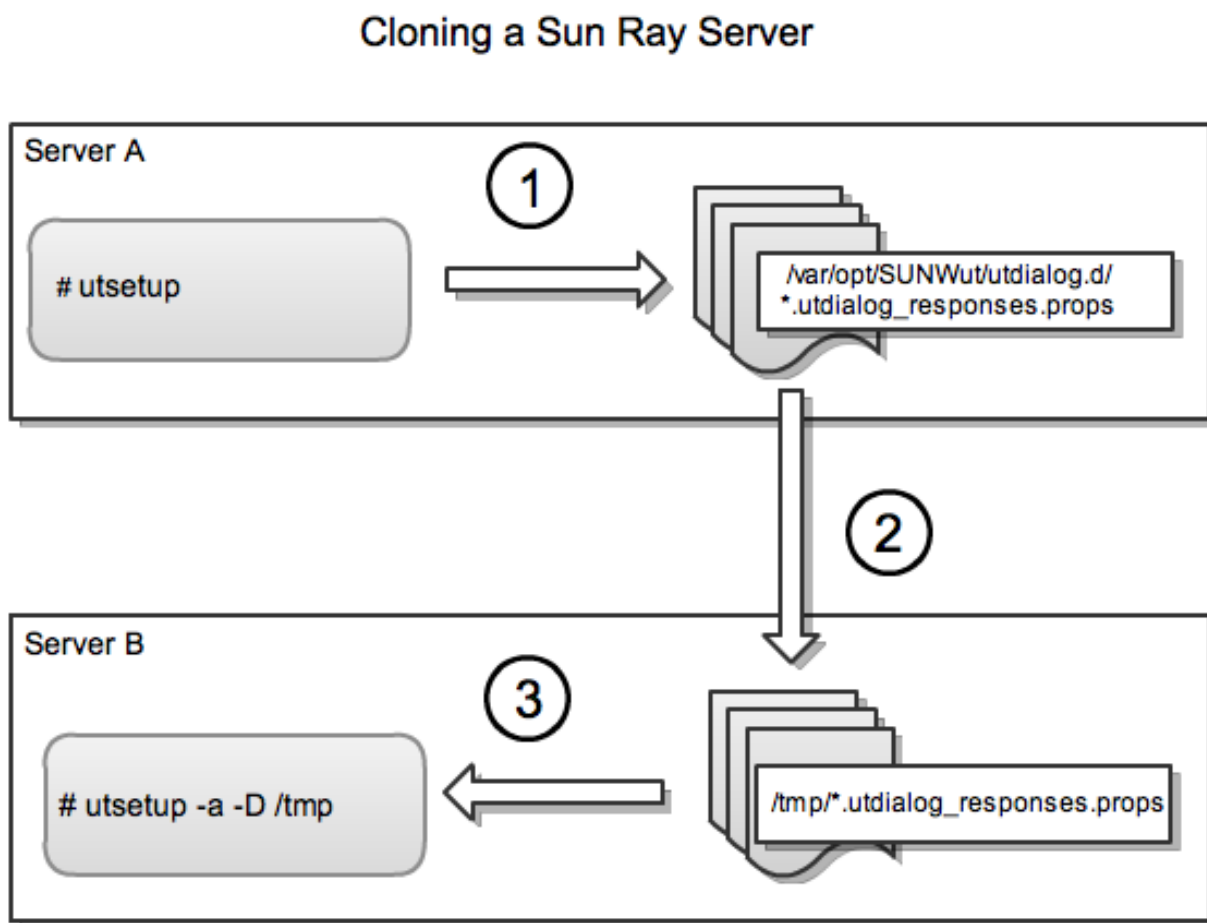 Cloning a Sun Ray Server
Server A
1
# utsetup
/var/opt/SUNWut/utdialog.d/
*.utdialog_responses.props
2
Server B
3
# utsetup -a -D /tmp
/tmp/*.utdialog_responses.props